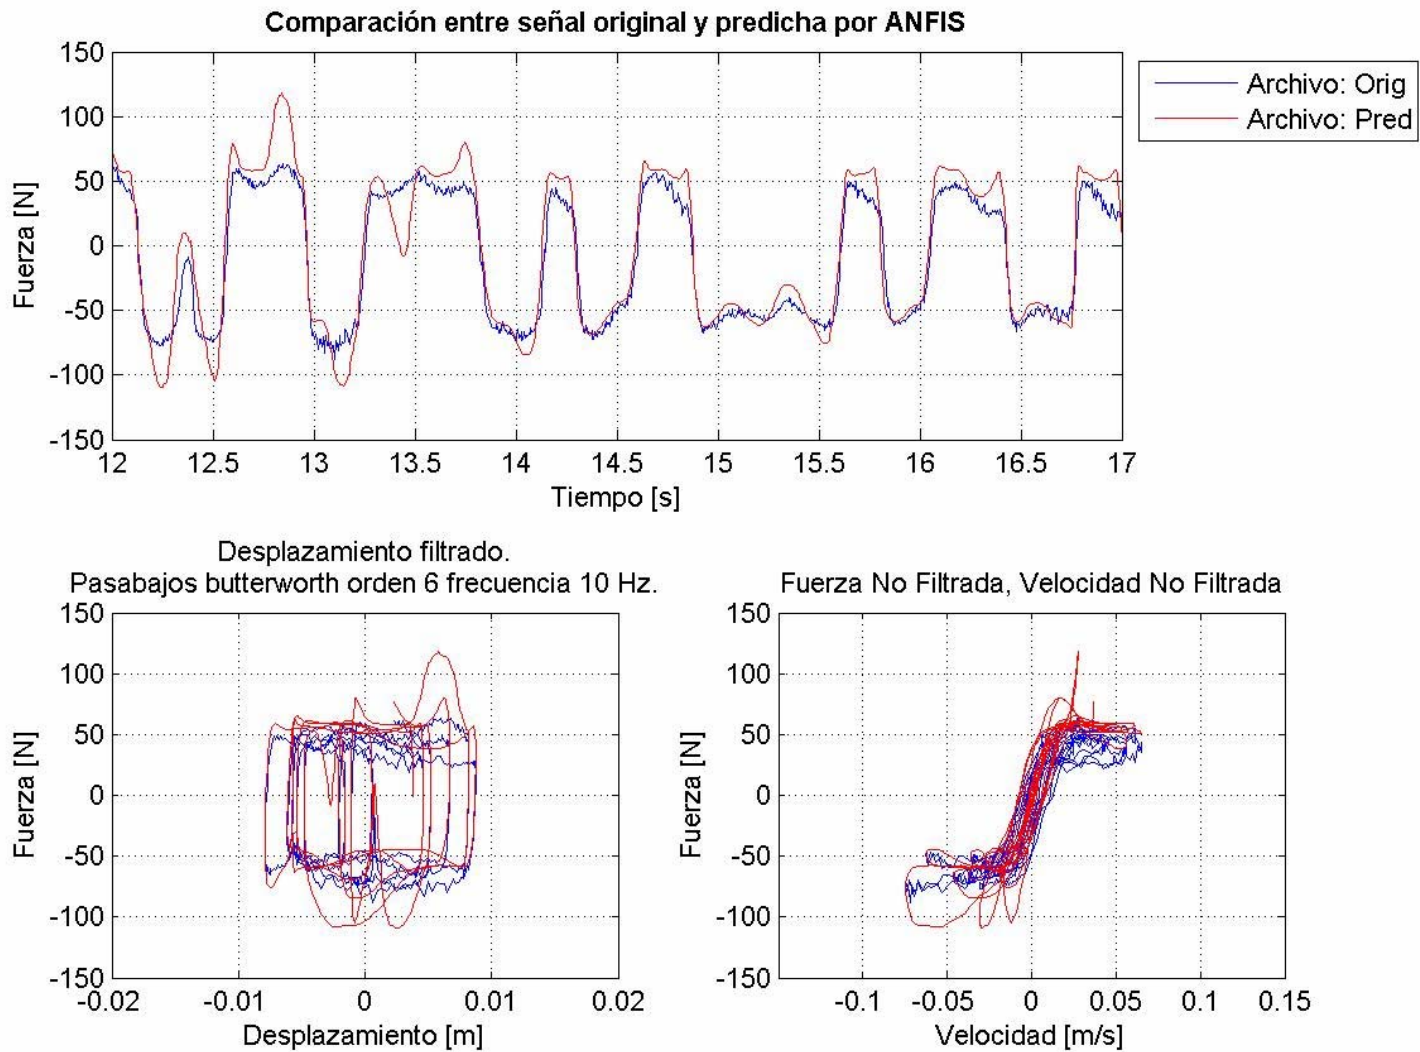 Comparación entre señal original y predicha por ANFIS
150
100
50
0
-50
-100
-150
Fuerza [N]
12 12.5 13 13.5 14 14.5 15 15.5 16 16.5 17
Tiempo [s]
Archivo: Orig
Archivo: Pred
Desplazamiento filtrado.
Pasabajos butterworth orden 6 frecuencia 10 Hz.
150
100
50
0
-50
-100
-150
Fuerza [N]
-0.02 -0.01 0 0.01 0.02
Desplazamiento [m]
Fuerza No Filtrada, Velocidad No Filtrada
150
100
50
0
-50
-100
-150
Fuerza [N]
-0.1 -0.05 0 0.05 0.1 0.15
Velocidad [m/s]